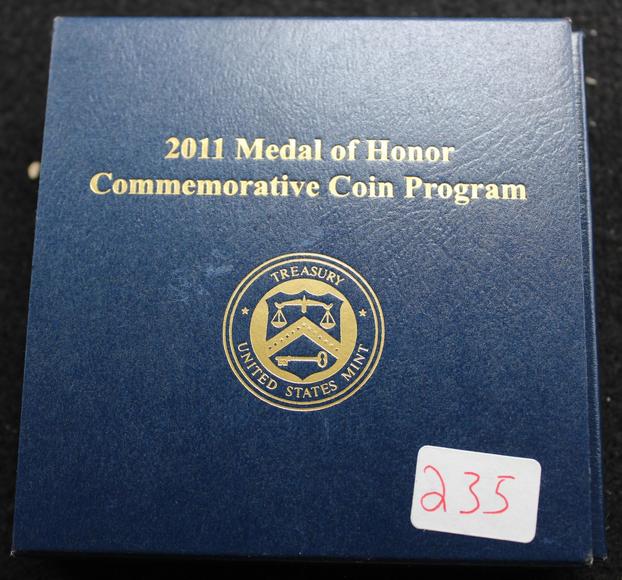 2011 Medal of Honor
Commemorative Coin Program
TREASURY
UNITED STATES MINT
235